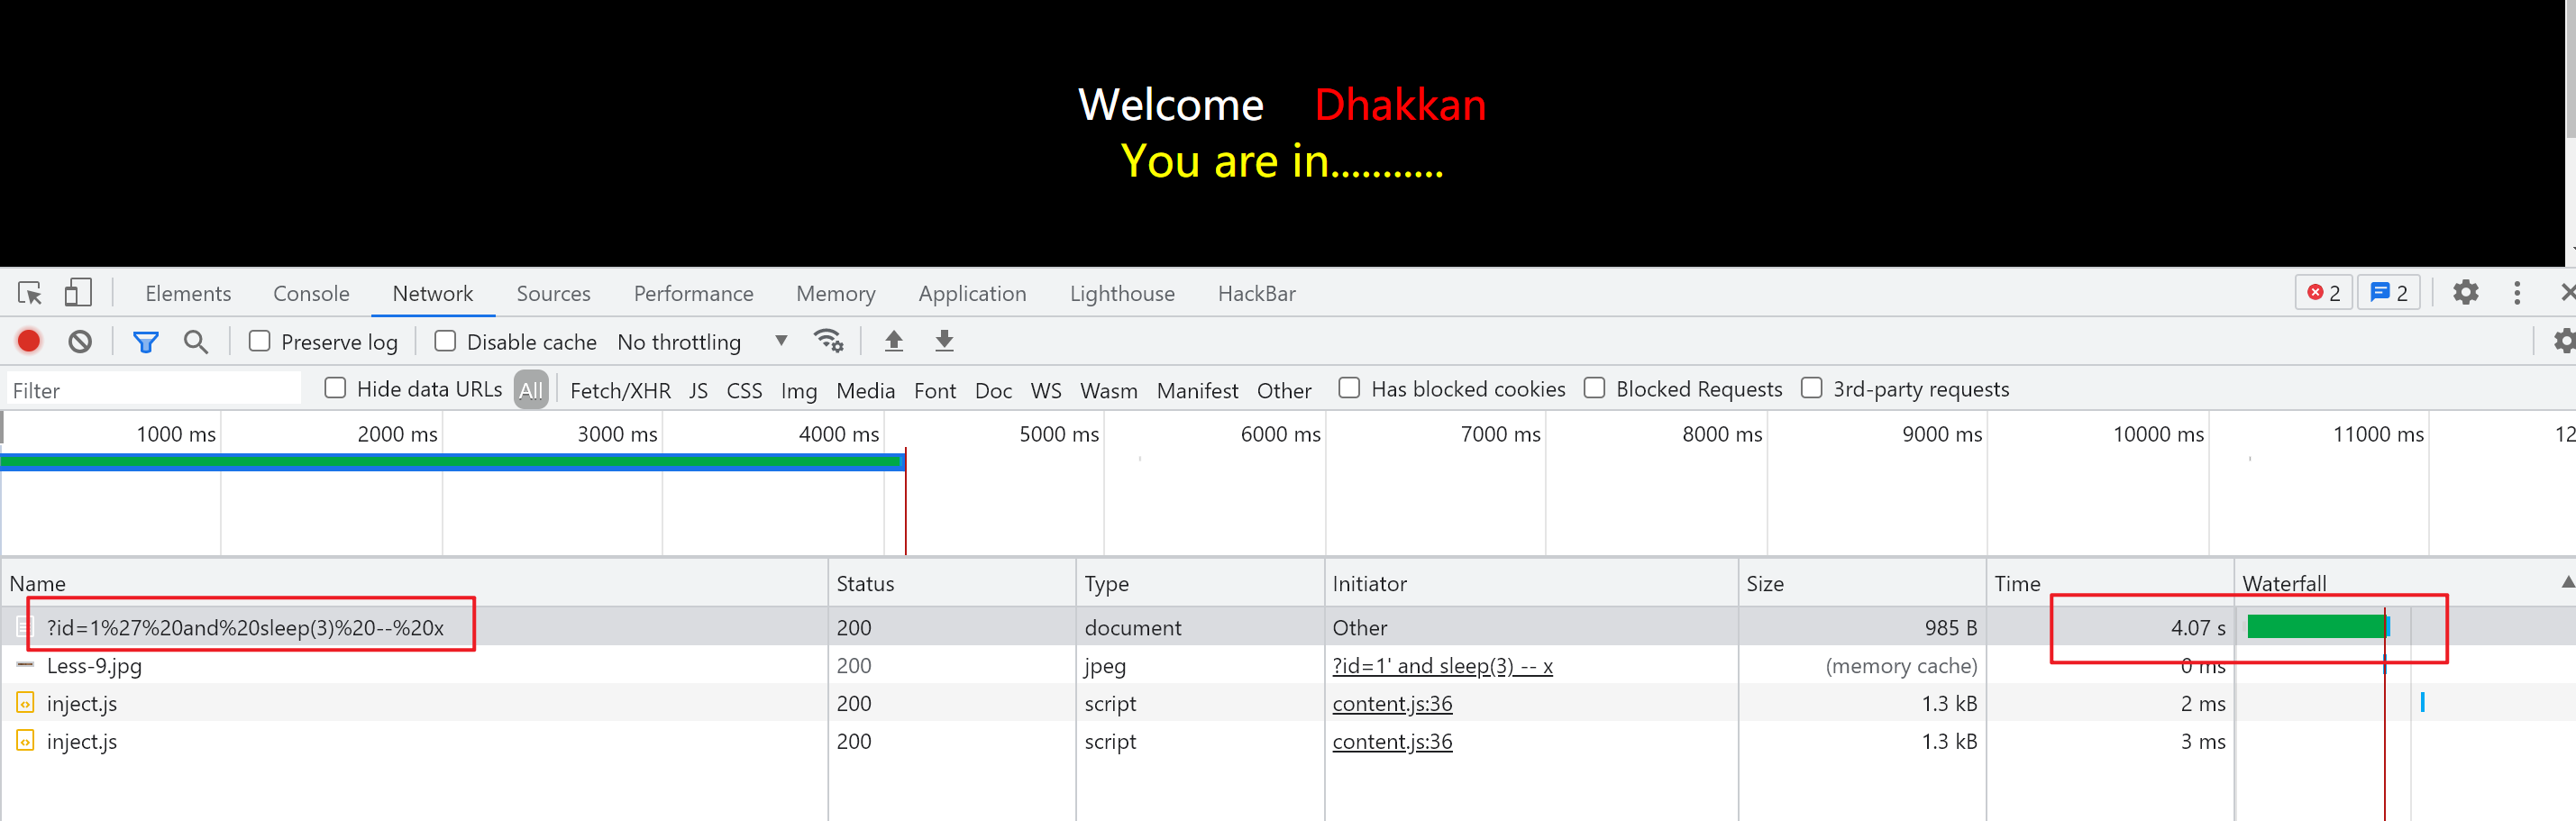 Welcome Dhakkan
You are in...........
Elements Console Network Sources Performance Memory Application Lighthouse HackBar 2 2
Preserve log Disable cache No throttling
Filter Hide data URLs All Fetch/XHR JS CSS Img Media Font Doc WS Wasm Manifest Other Has blocked cookies Blocked Requests 3rd-party requests
1000 ms 2000 ms 3000 ms 4000 ms 5000 ms 6000 ms 7000 ms 8000 ms 9000 ms 10000 ms 11000 ms 12
Name Status Type Initiator Size Time Waterfall
?id=1%27%20and%20sleep(3)%20--%20x 200 document Other 985 B 4.07 s
Less-9.jpg 200 jpeg ?id=1' and sleep(3) -- x (memory cache) 0 ms
inject.js 200 script content.js:36 1.3 kB 2 ms
inject.js 200 script content.js:36 1.3 kB 3 ms